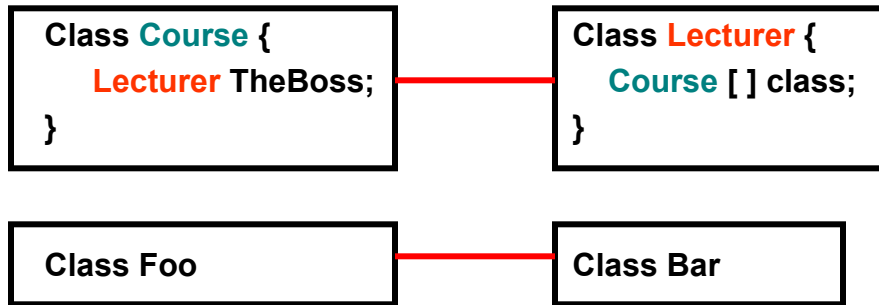 Class Course {
Lecturer TheBoss;
}
Class Lecturer {
Course [ ] class;
}
Class Foo
Class Bar